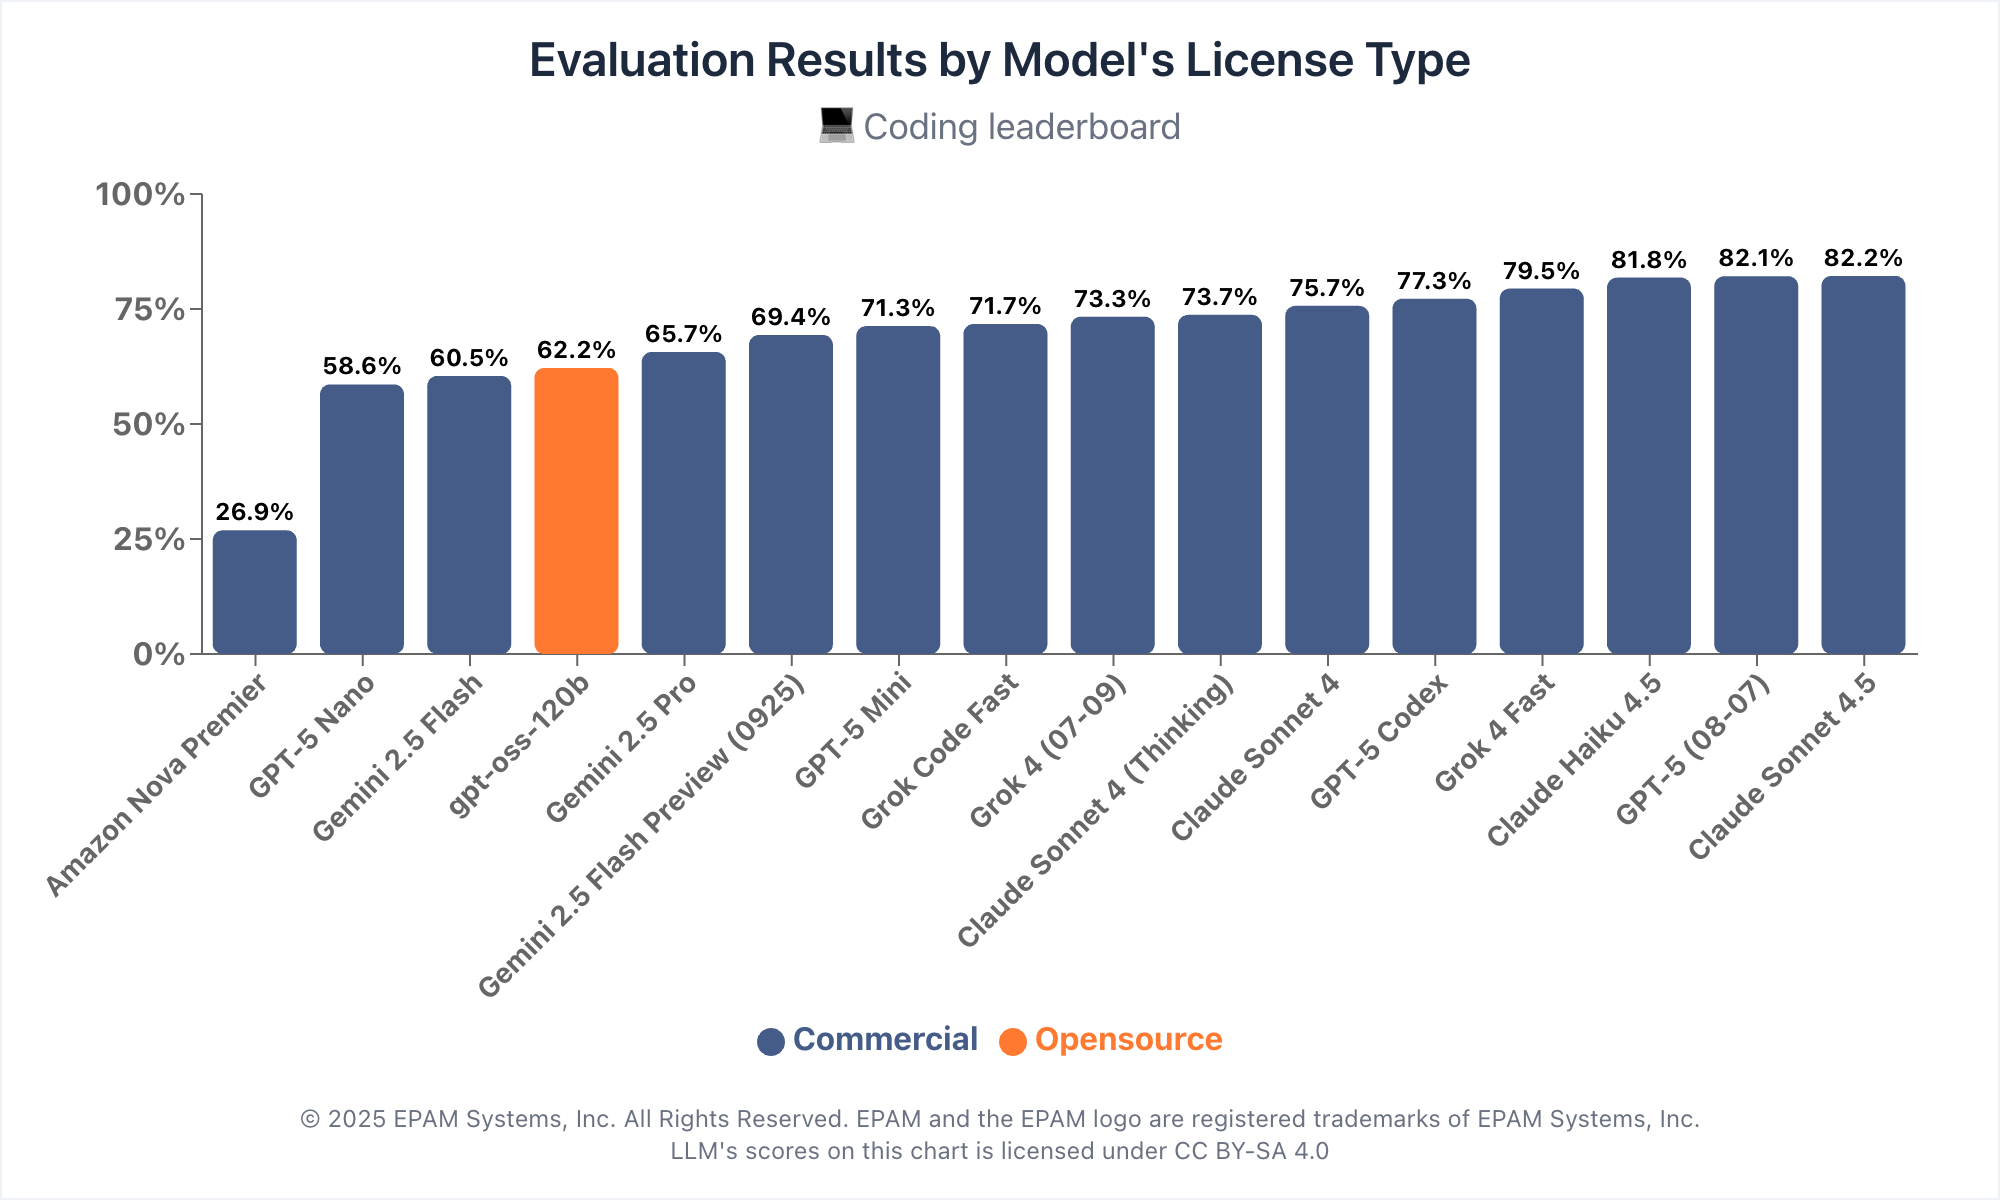 Evaluation Results by Model's License Type
💻 Coding leaderboard
100%
75%
50%
25%
0%
26.9%
58.6%
60.5%
62.2%
65.7%
69.4%
71.3%
71.7%
73.3%
73.7%
75.7%
77.3%
79.5%
81.8%
82.1%
82.2%
Amazon Nova Premier
GPT-5 Nano
Gemini 2.5 Flash
gpt-oss-120b
Gemini 2.5 Pro
Gemini 2.5 Flash Preview (0925)
GPT-5 Mini
Grok Code Fast
Grok 4 (07-09)
Claude Sonnet 4 (Thinking)
Claude Sonnet 4
GPT-5 Codex
Grok 4 Fast
Claude Haiku 4.5
GPT-5 (08-07)
Claude Sonnet 4.5
Commercial Opensource
© 2025 EPAM Systems, Inc. All Rights Reserved. EPAM and the EPAM logo are registered trademarks of EPAM Systems, Inc.
LLM's scores on this chart is licensed under CC BY-SA 4.0